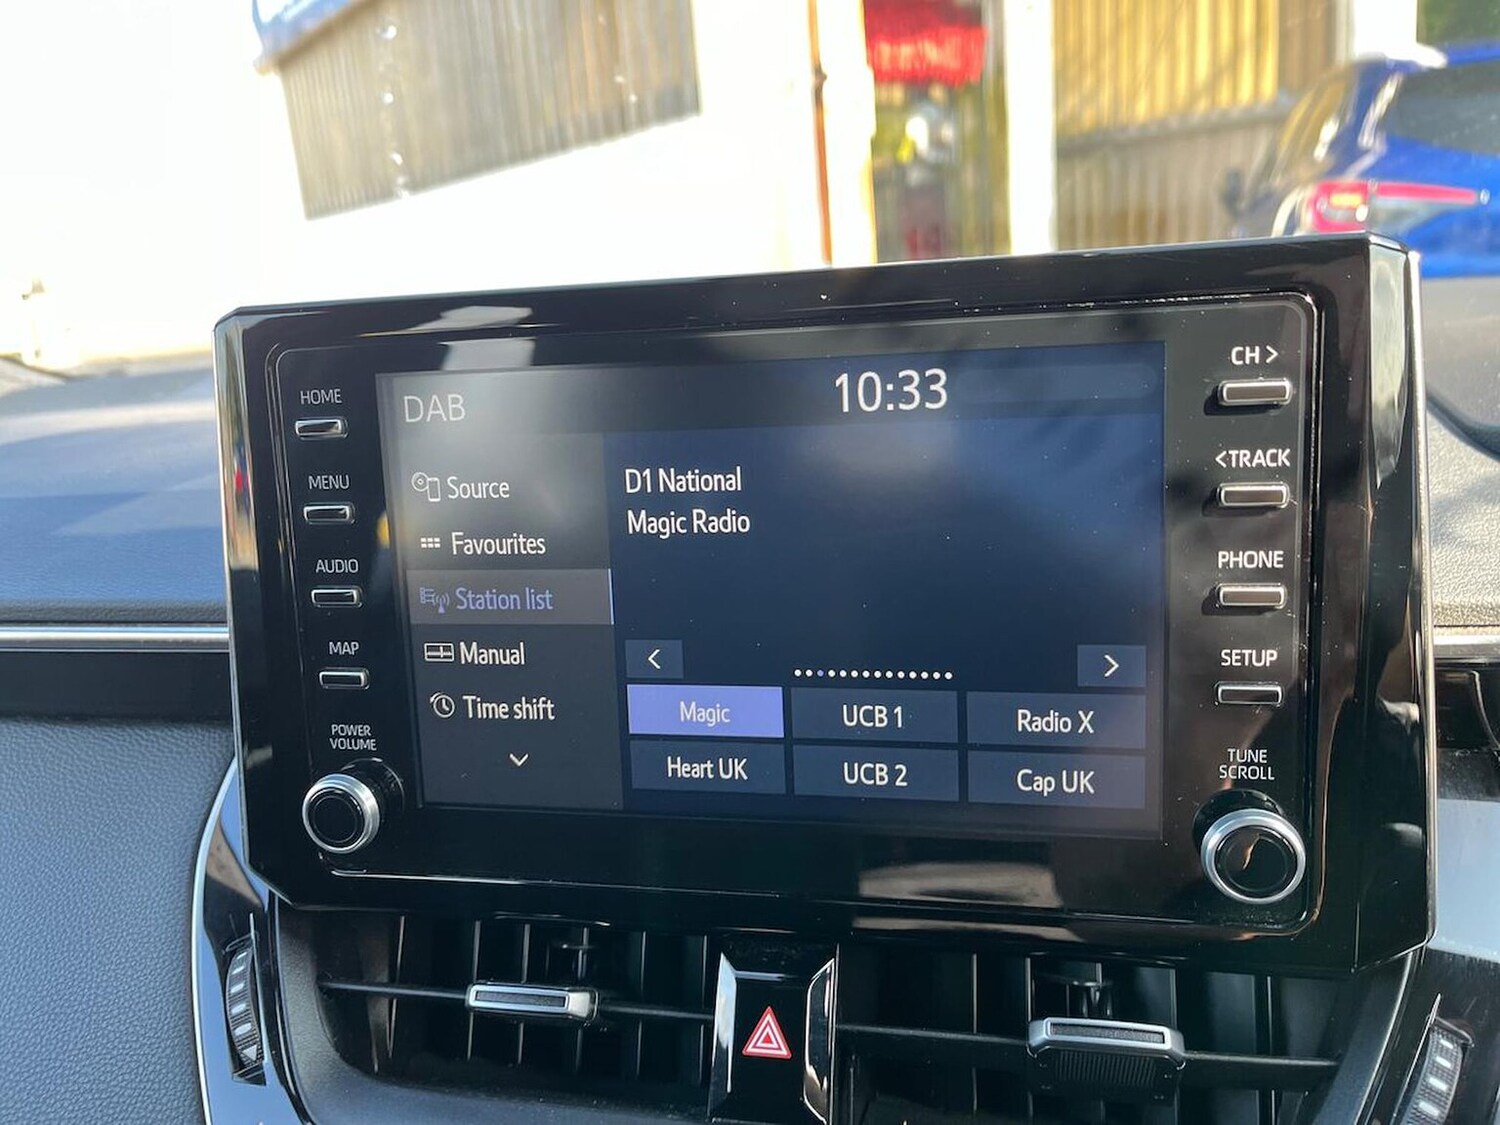 HOME
MENU
AUDIO
MAP
POWER
VOLUME
DAB
10:33
Source
Favourites
Station list
Manual
Time shift
D1 National
Magic Radio
<
>
Magic
UCB 1
Radio X
Heart UK
UCB 2
Cap UK
CH >
<TRACK
PHONE
SETUP
TUNE
SCROLL